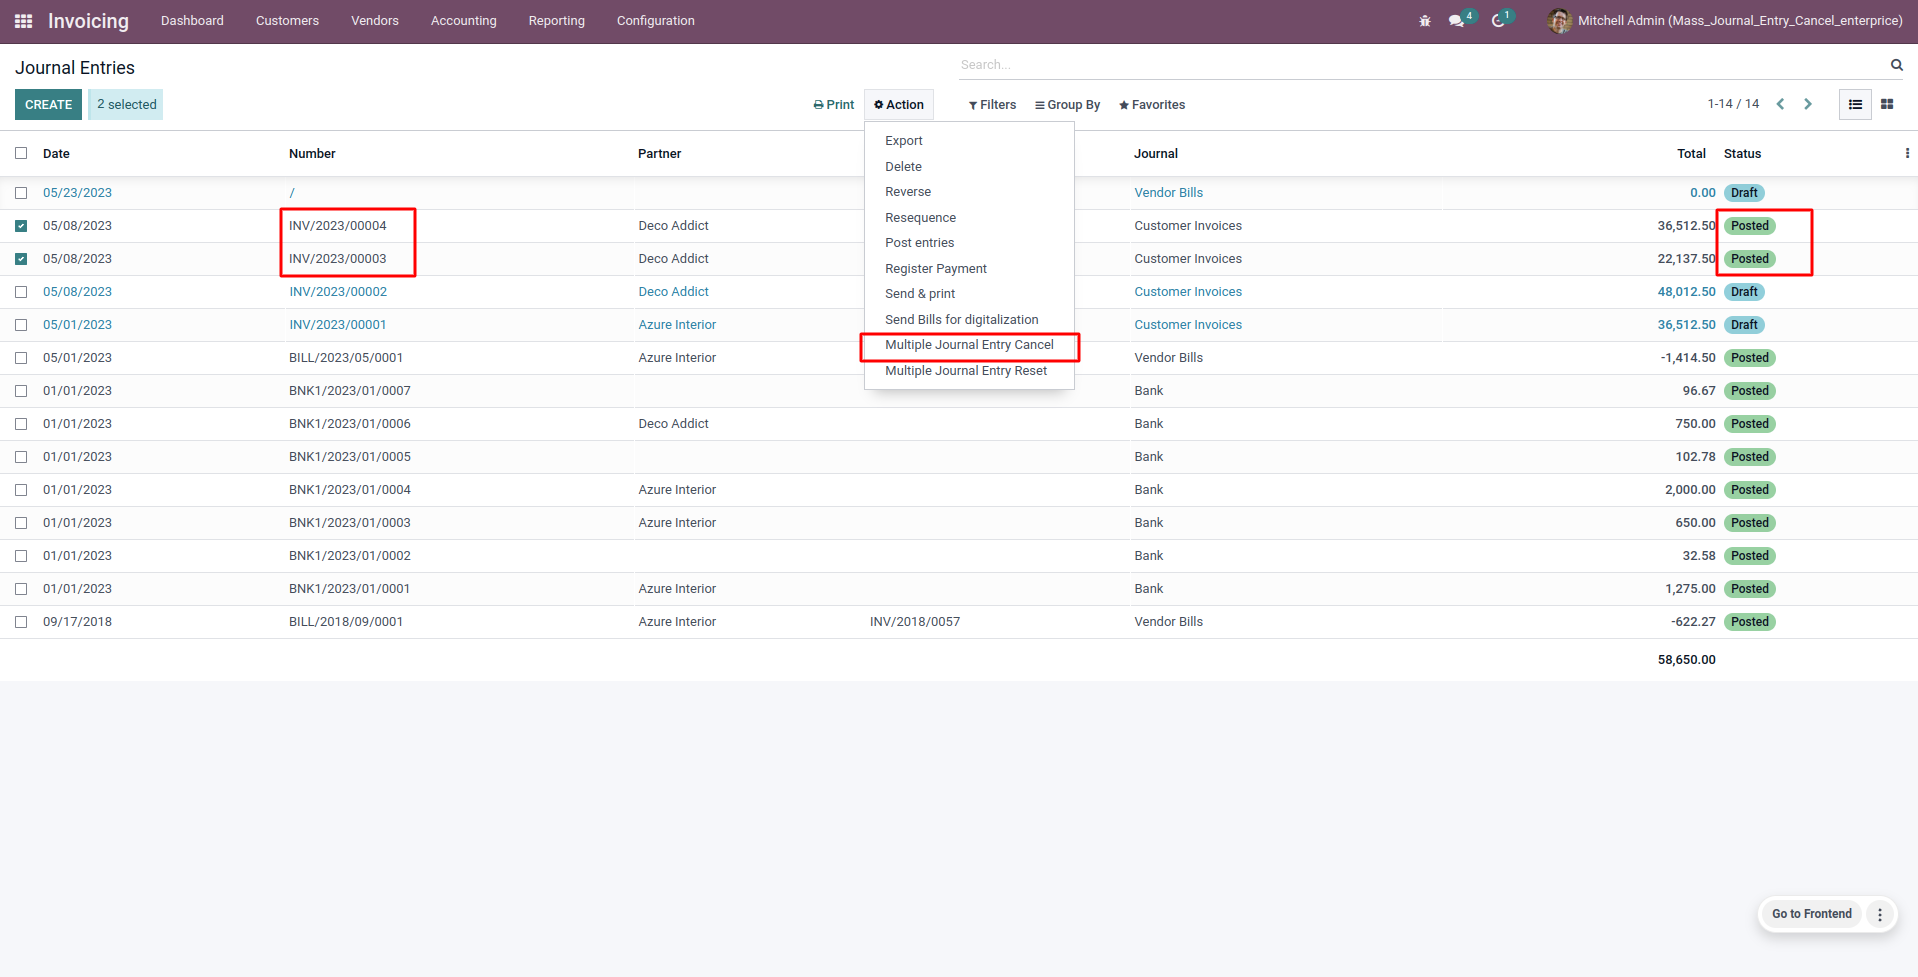 Invoicing Dashboard Customers Vendors Accounting Reporting Configuration 4 1 Mitchell Admin (Mass_Journal_Entry_Cancel_enterprice)
Journal Entries Search...
CREATE 2 selected Print Action Filters Group By Favorites 1-14 / 14
Export
Delete
Reverse
Resequence
Post entries
Register Payment
Send & print
Send Bills for digitalization
Multiple Journal Entry Cancel
Multiple Journal Entry Reset
Date Number Partner Journal Total Status
05/23/2023 / Vendor Bills 0.00 Draft
05/08/2023 INV/2023/00004 Deco Addict Customer Invoices 36,512.50 Posted
05/08/2023 INV/2023/00003 Deco Addict Customer Invoices 22,137.50 Posted
05/08/2023 INV/2023/00002 Deco Addict Customer Invoices 48,012.50 Draft
05/01/2023 INV/2023/00001 Azure Interior Customer Invoices 36,512.50 Draft
05/01/2023 BILL/2023/05/0001 Azure Interior Vendor Bills -1,414.50 Posted
01/01/2023 BNK1/2023/01/0007 Bank 96.67 Posted
01/01/2023 BNK1/2023/01/0006 Deco Addict Bank 750.00 Posted
01/01/2023 BNK1/2023/01/0005 Bank 102.78 Posted
01/01/2023 BNK1/2023/01/0004 Azure Interior Bank 2,000.00 Posted
01/01/2023 BNK1/2023/01/0003 Azure Interior Bank 650.00 Posted
01/01/2023 BNK1/2023/01/0002 Bank 32.58 Posted
01/01/2023 BNK1/2023/01/0001 Azure Interior Bank 1,275.00 Posted
09/17/2018 BILL/2018/09/0001 Azure Interior INV/2018/0057 Vendor Bills -622.27 Posted
58,650.00
Go to Frontend